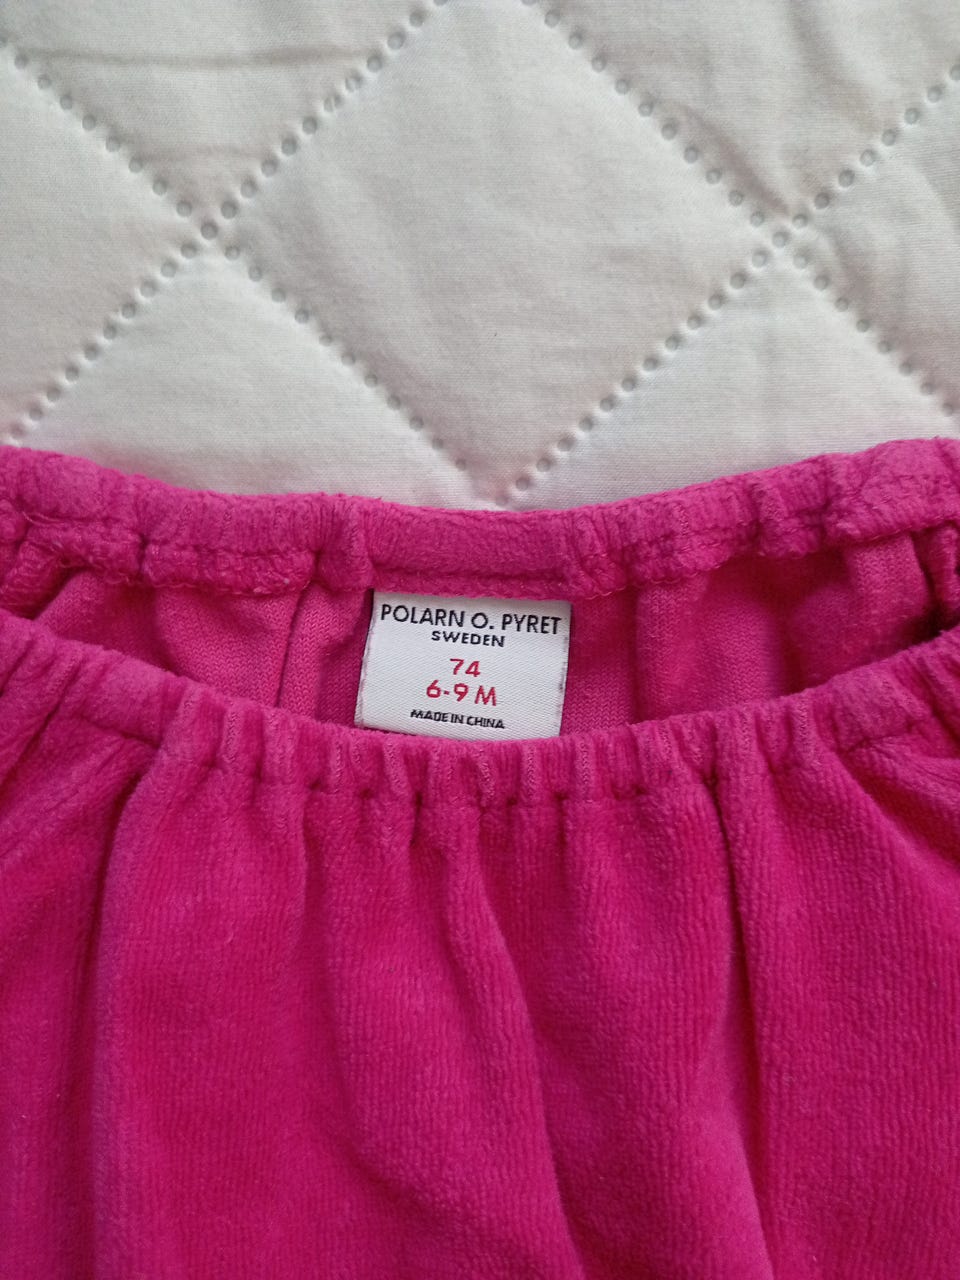 POLARN O. PYRET
SWEDEN
74
6-9 M
MADE IN CHINA